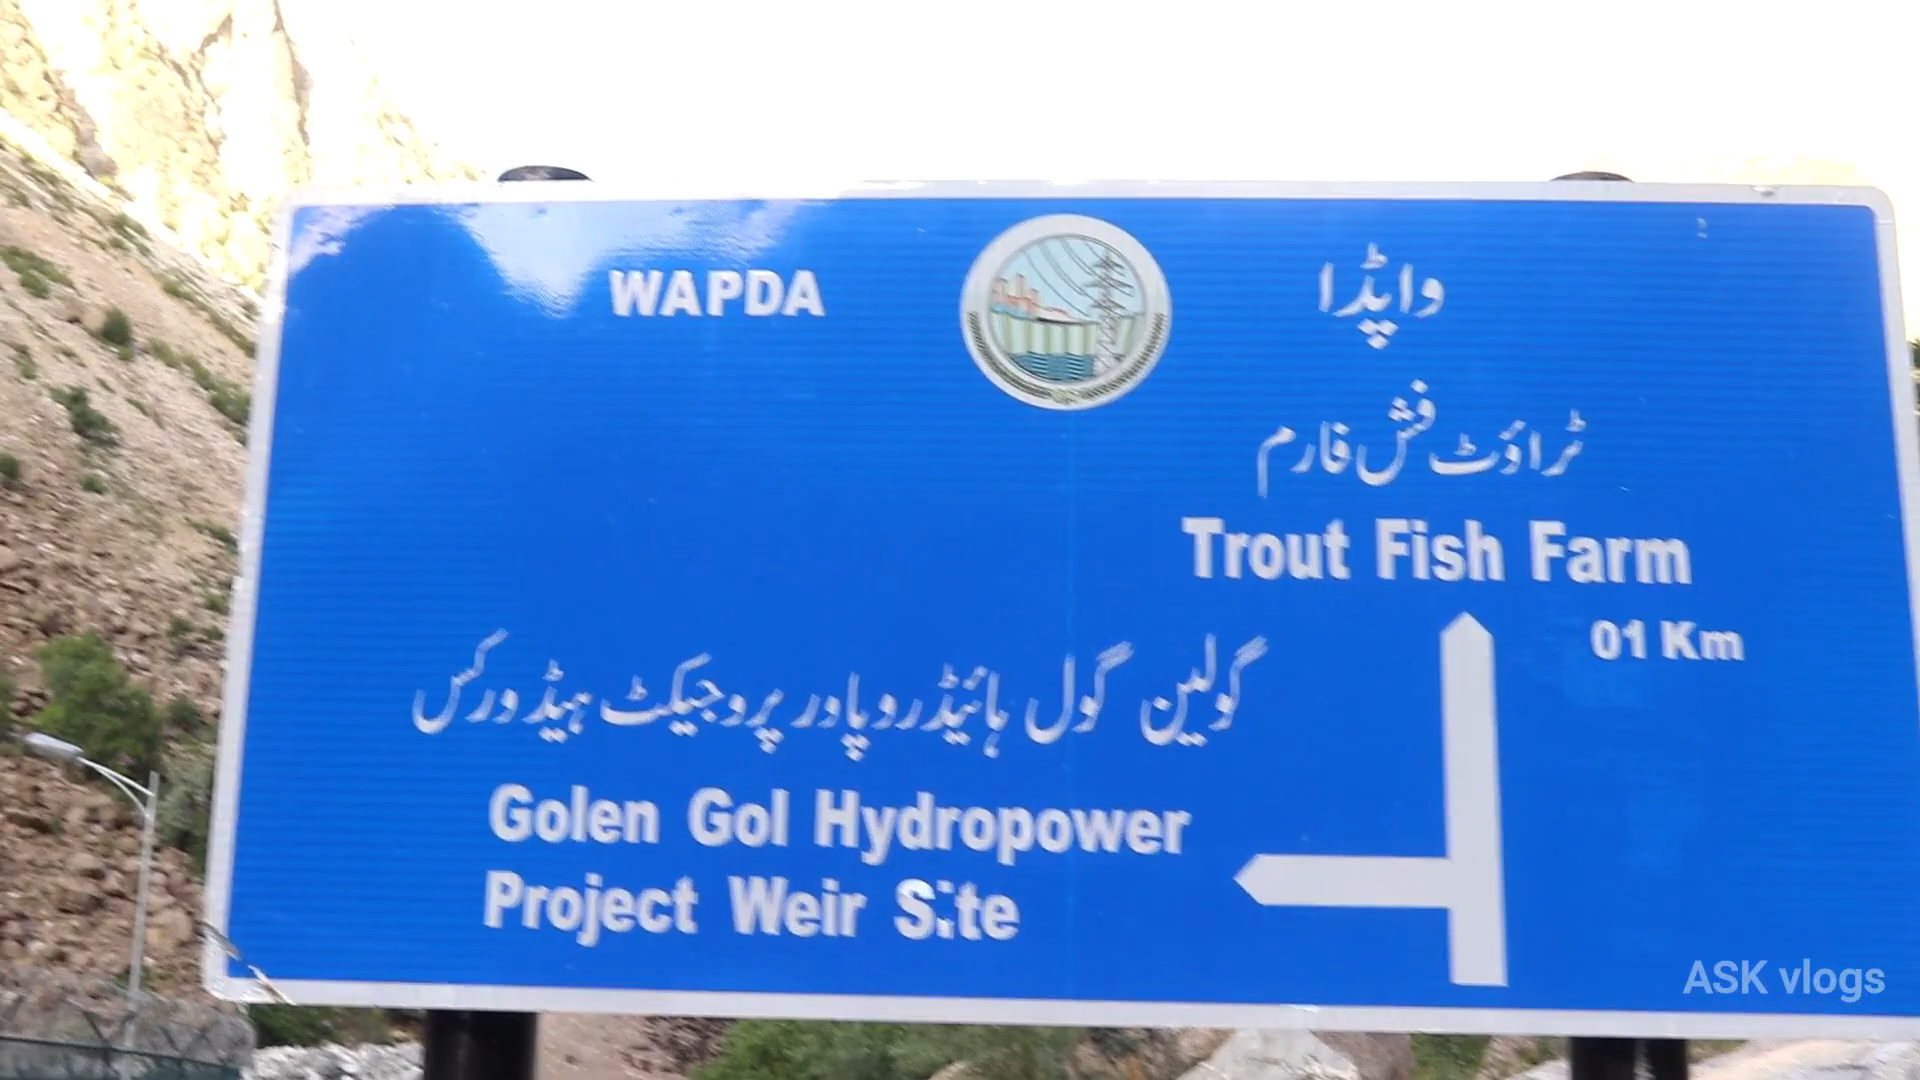 WAPDA
واپڈا
ٹراؤٹ فش فارم
Trout Fish Farm
01 Km
گولین گول ہائیڈرو پاور پروجیکٹ ہیڈ ورکس
Golen Gol Hydropower
Project Weir Site
ASK vlogs